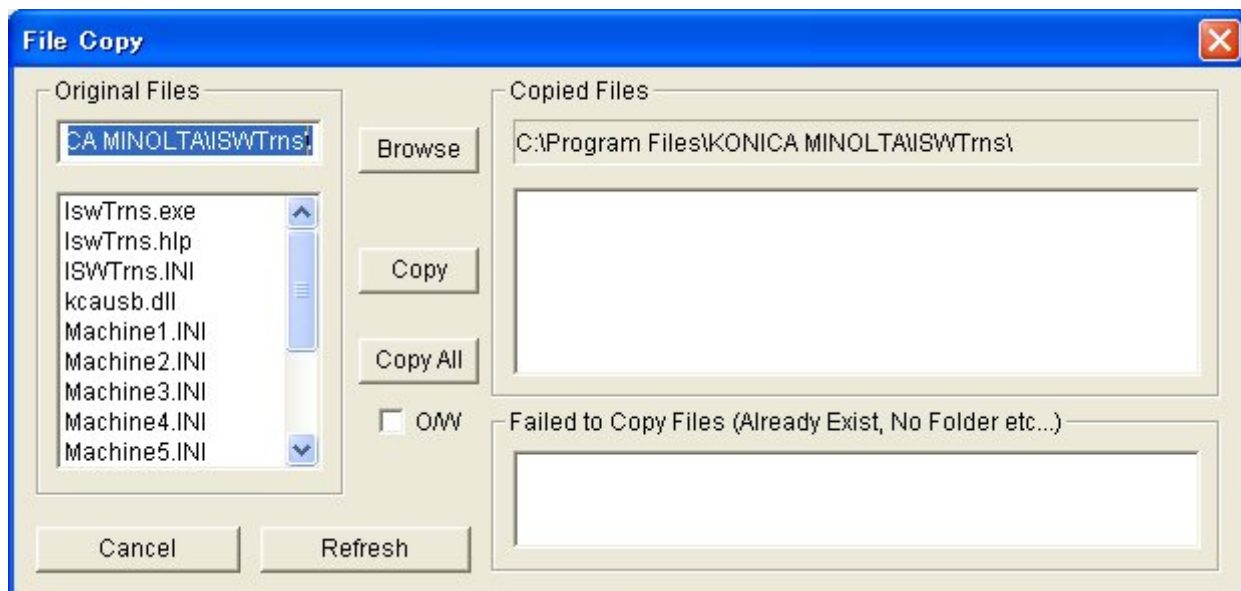 File Copy
Original Files
CA MINOLTA\ISWTrns\
IswTrns.exe
IswTrns.hlp
ISWTrns.INI
kcausb.dll
Machine1.INI
Machine2.INI
Machine3.INI
Machine4.INI
Machine5.INI
Browse
Copy
Copy All
O/W
Copied Files
C:\Program Files\KONICA MINOLTA\ISWTrns\
Failed to Copy Files (Already Exist, No Folder etc...)
Cancel
Refresh